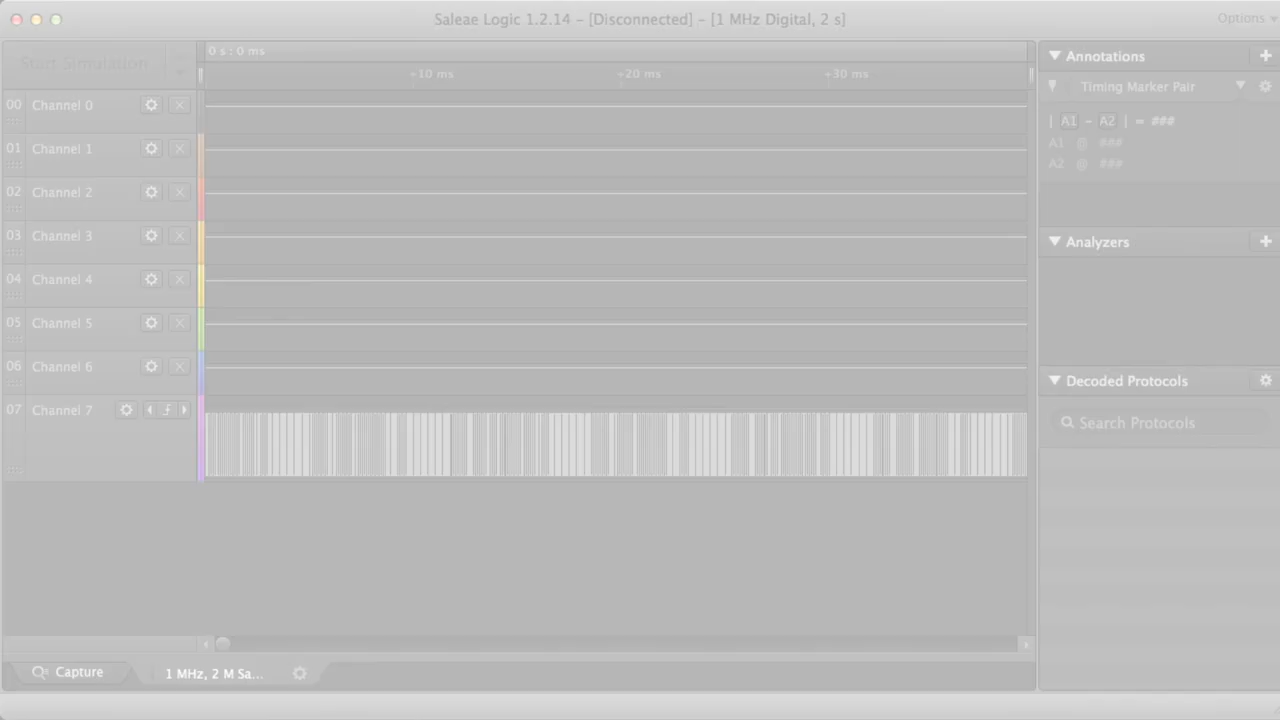 Saleae Logic 1.2.14 – [Disconnected] – [1 MHz Digital, 2 s]
Options
Start Simulation
0 s : 0 ms
+10 ms
+20 ms
+30 ms
00 Channel 0
01 Channel 1
02 Channel 2
03 Channel 3
04 Channel 4
05 Channel 5
06 Channel 6
07 Channel 7
Annotations
Timing Marker Pair
| A1 – A2 | = ###
A1 @ ###
A2 @ ###
Analyzers
Decoded Protocols
Search Protocols
Capture
1 MHz, 2 M Sa...